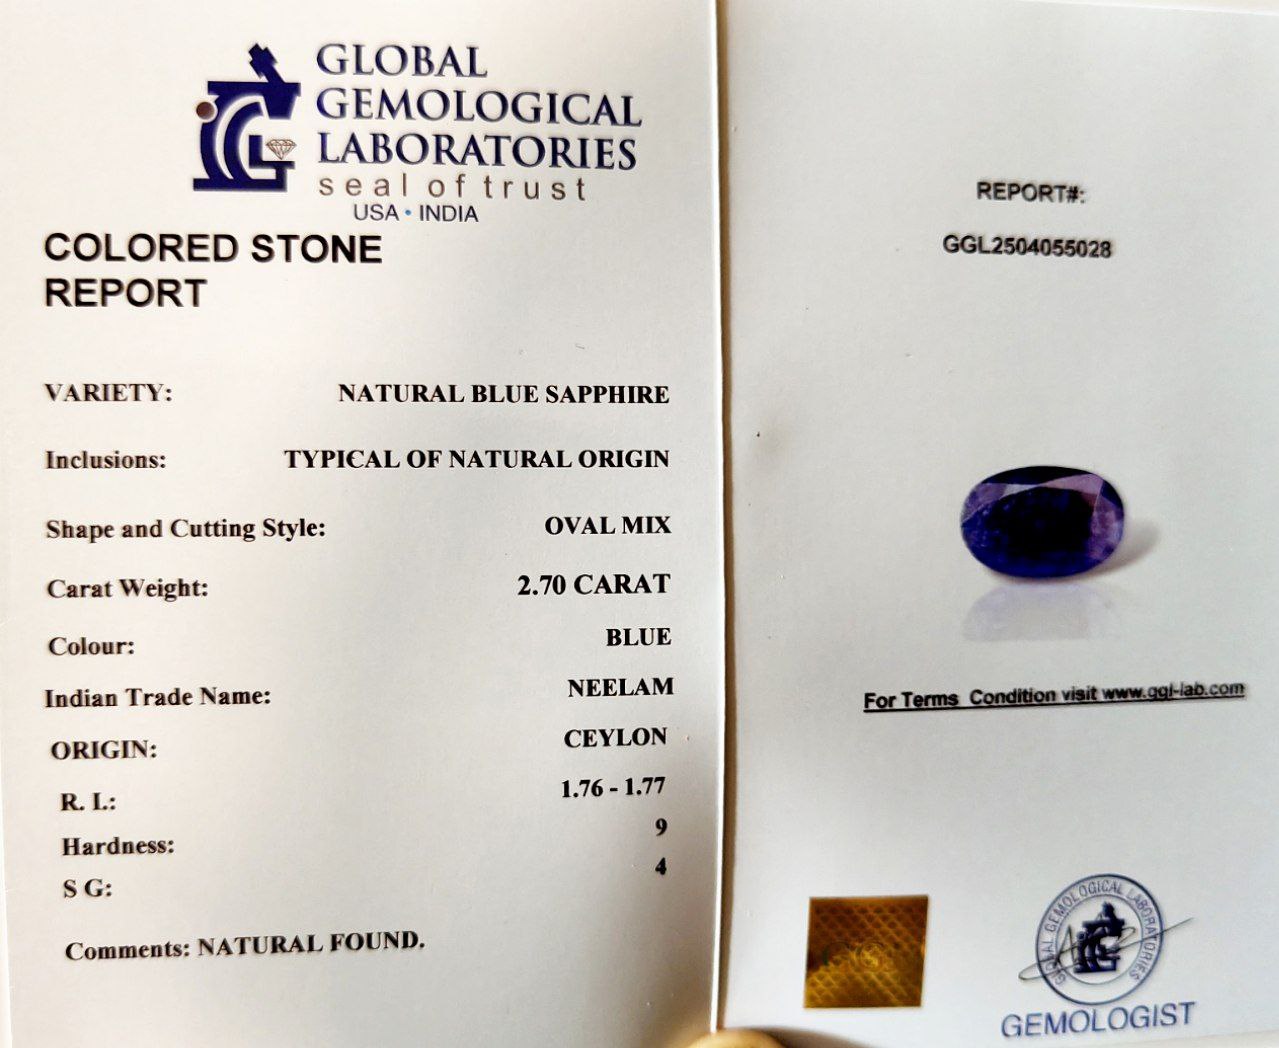 GLOBAL
GEMOLOGICAL
LABORATORIES
seal of trust
USA • INDIA
COLORED STONE
REPORT
VARIETY: NATURAL BLUE SAPPHIRE
Inclusions: TYPICAL OF NATURAL ORIGIN
Shape and Cutting Style: OVAL MIX
Carat Weight: 2.70 CARAT
Colour: BLUE
Indian Trade Name: NEELAM
ORIGIN: CEYLON
R. I.: 1.76 - 1.77
Hardness: 9
S G: 4
Comments: NATURAL FOUND.
REPORT#:
GGL2504055028
For Terms Condition visit www.ggl-lab.com
GLOBAL GEMOLOGICAL LABORATORIES
GEMOLOGIST